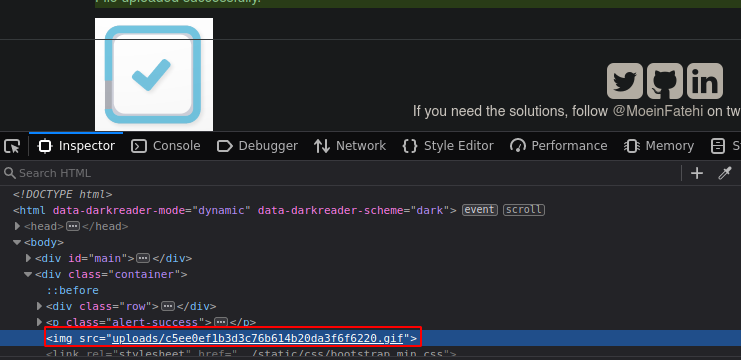 File uploaded successfully.
If you need the solutions, follow @MoeinFatehi on tw
Inspector Console Debugger Network Style Editor Performance Memory S
Search HTML
<!DOCTYPE html>
<html data-darkreader-mode="dynamic" data-darkreader-scheme="dark"> event scroll
<head>⋯</head>
<body>
<div id="main">⋯</div>
<div class="container">
::before
<div class="row">⋯</div>
<p class="alert-success">⋯</p>
<img src="uploads/c5ee0ef1b3d3c76b614b20da3f6f6220.gif">
<link rel="stylesheet" href="../static/css/bootstrap.min.css">